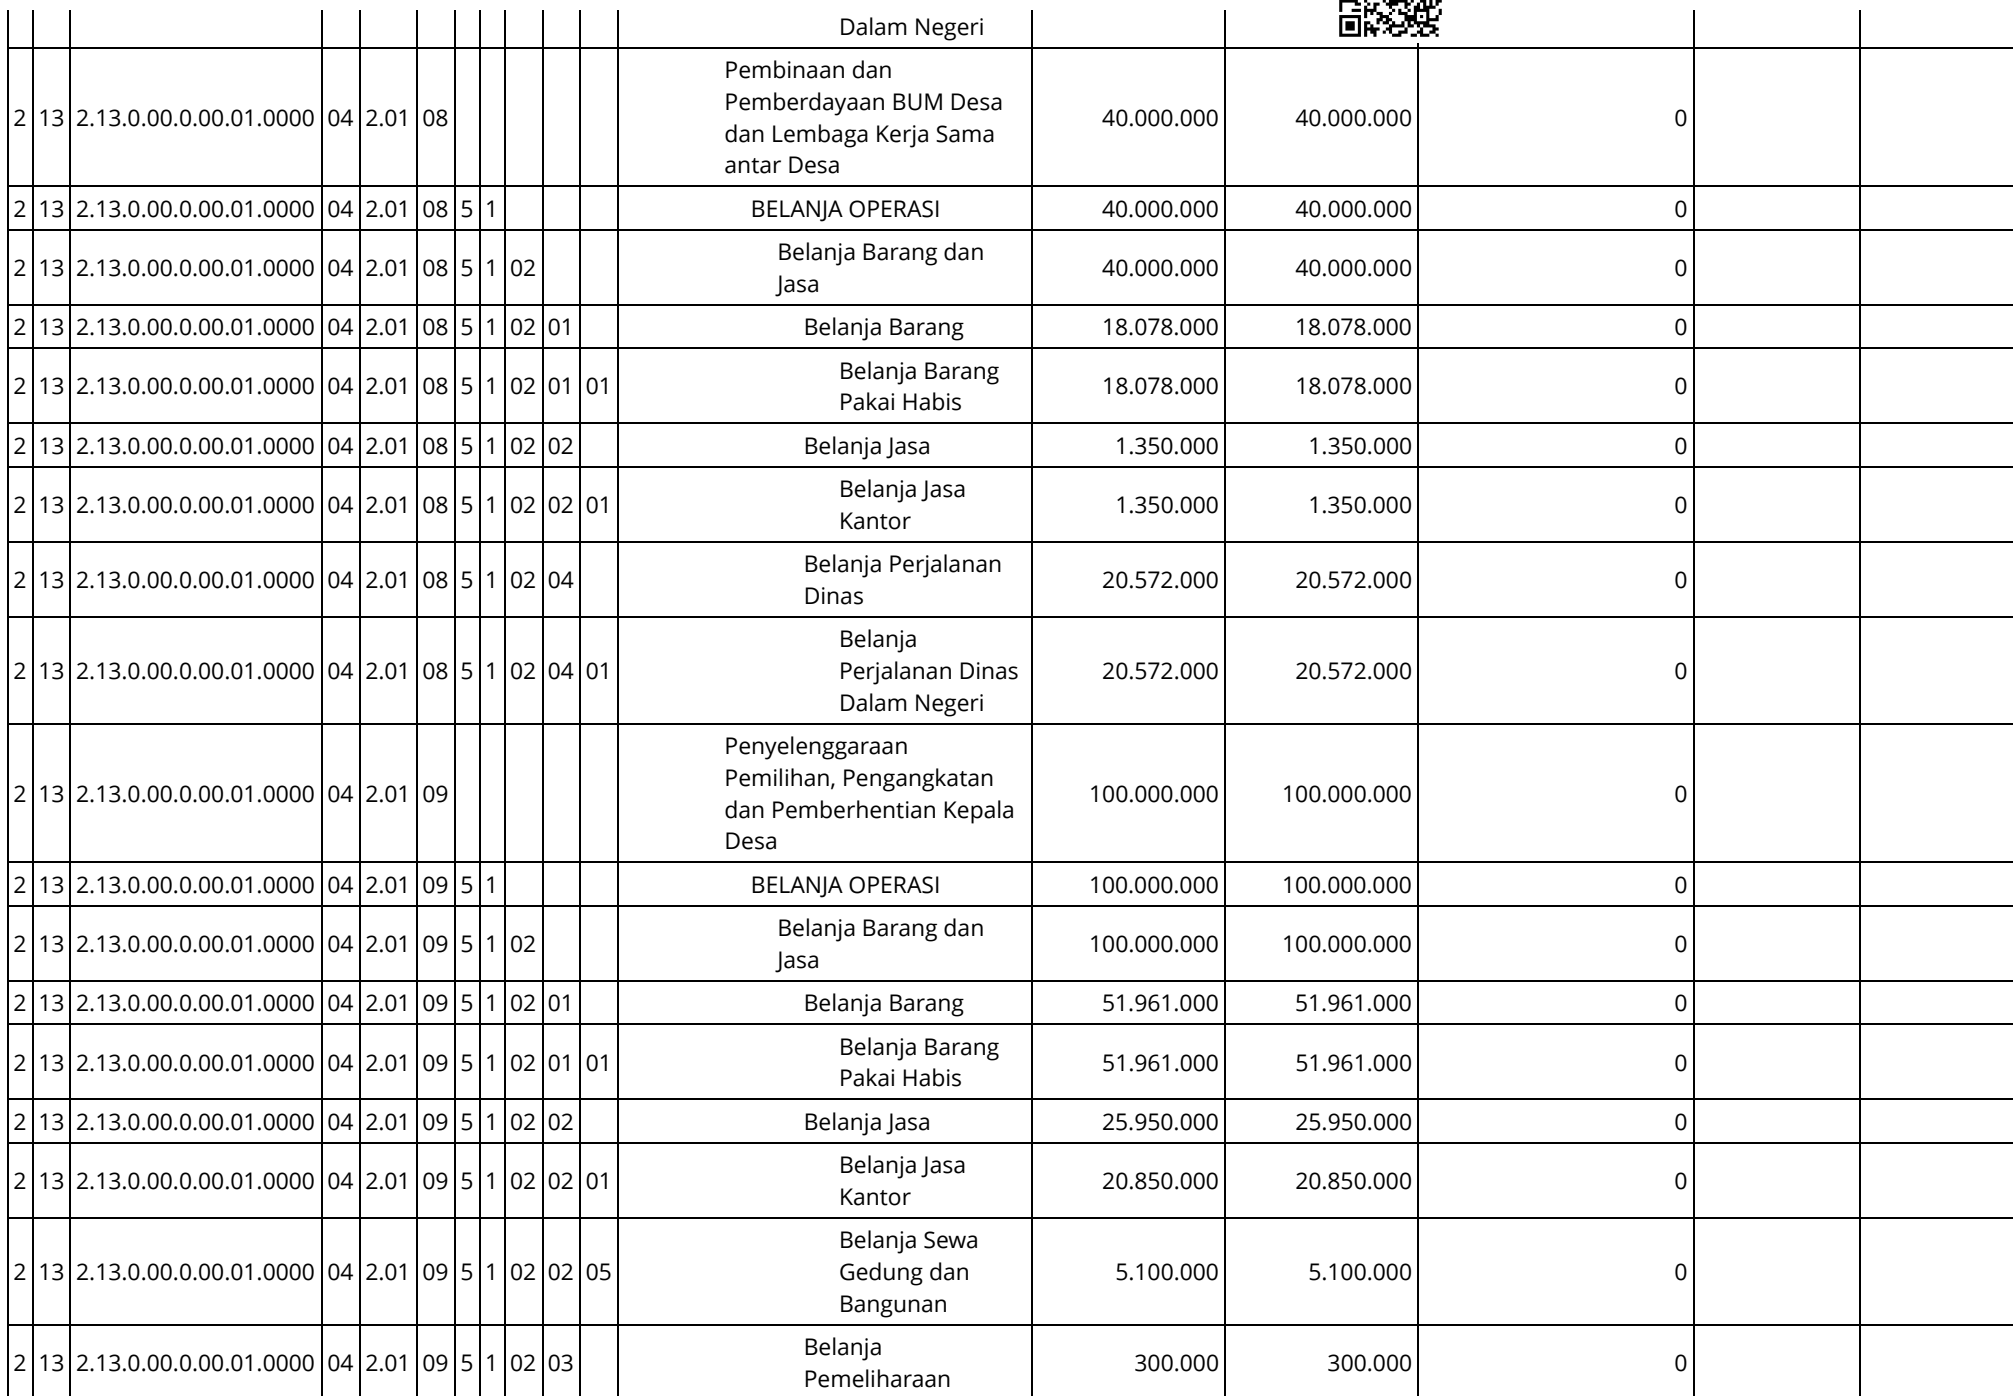 Dalam Negeri
2 13 2.13.0.00.0.00.01.0000 04 2.01 08 Pembinaan dan
Pemberdayaan BUM Desa
dan Lembaga Kerja Sama
antar Desa 40.000.000 40.000.000 0
2 13 2.13.0.00.0.00.01.0000 04 2.01 08 5 1 BELANJA OPERASI 40.000.000 40.000.000 0
2 13 2.13.0.00.0.00.01.0000 04 2.01 08 5 1 02 Belanja Barang dan
Jasa 40.000.000 40.000.000 0
2 13 2.13.0.00.0.00.01.0000 04 2.01 08 5 1 02 01 Belanja Barang 18.078.000 18.078.000 0
2 13 2.13.0.00.0.00.01.0000 04 2.01 08 5 1 02 01 01 Belanja Barang
Pakai Habis 18.078.000 18.078.000 0
2 13 2.13.0.00.0.00.01.0000 04 2.01 08 5 1 02 02 Belanja Jasa 1.350.000 1.350.000 0
2 13 2.13.0.00.0.00.01.0000 04 2.01 08 5 1 02 02 01 Belanja Jasa
Kantor 1.350.000 1.350.000 0
2 13 2.13.0.00.0.00.01.0000 04 2.01 08 5 1 02 04 Belanja Perjalanan
Dinas 20.572.000 20.572.000 0
2 13 2.13.0.00.0.00.01.0000 04 2.01 08 5 1 02 04 01 Belanja
Perjalanan Dinas
Dalam Negeri 20.572.000 20.572.000 0
2 13 2.13.0.00.0.00.01.0000 04 2.01 09 Penyelenggaraan
Pemilihan, Pengangkatan
dan Pemberhentian Kepala
Desa 100.000.000 100.000.000 0
2 13 2.13.0.00.0.00.01.0000 04 2.01 09 5 1 BELANJA OPERASI 100.000.000 100.000.000 0
2 13 2.13.0.00.0.00.01.0000 04 2.01 09 5 1 02 Belanja Barang dan
Jasa 100.000.000 100.000.000 0
2 13 2.13.0.00.0.00.01.0000 04 2.01 09 5 1 02 01 Belanja Barang 51.961.000 51.961.000 0
2 13 2.13.0.00.0.00.01.0000 04 2.01 09 5 1 02 01 01 Belanja Barang
Pakai Habis 51.961.000 51.961.000 0
2 13 2.13.0.00.0.00.01.0000 04 2.01 09 5 1 02 02 Belanja Jasa 25.950.000 25.950.000 0
2 13 2.13.0.00.0.00.01.0000 04 2.01 09 5 1 02 02 01 Belanja Jasa
Kantor 20.850.000 20.850.000 0
2 13 2.13.0.00.0.00.01.0000 04 2.01 09 5 1 02 02 05 Belanja Sewa
Gedung dan
Bangunan 5.100.000 5.100.000 0
2 13 2.13.0.00.0.00.01.0000 04 2.01 09 5 1 02 03 Belanja
Pemeliharaan 300.000 300.000 0